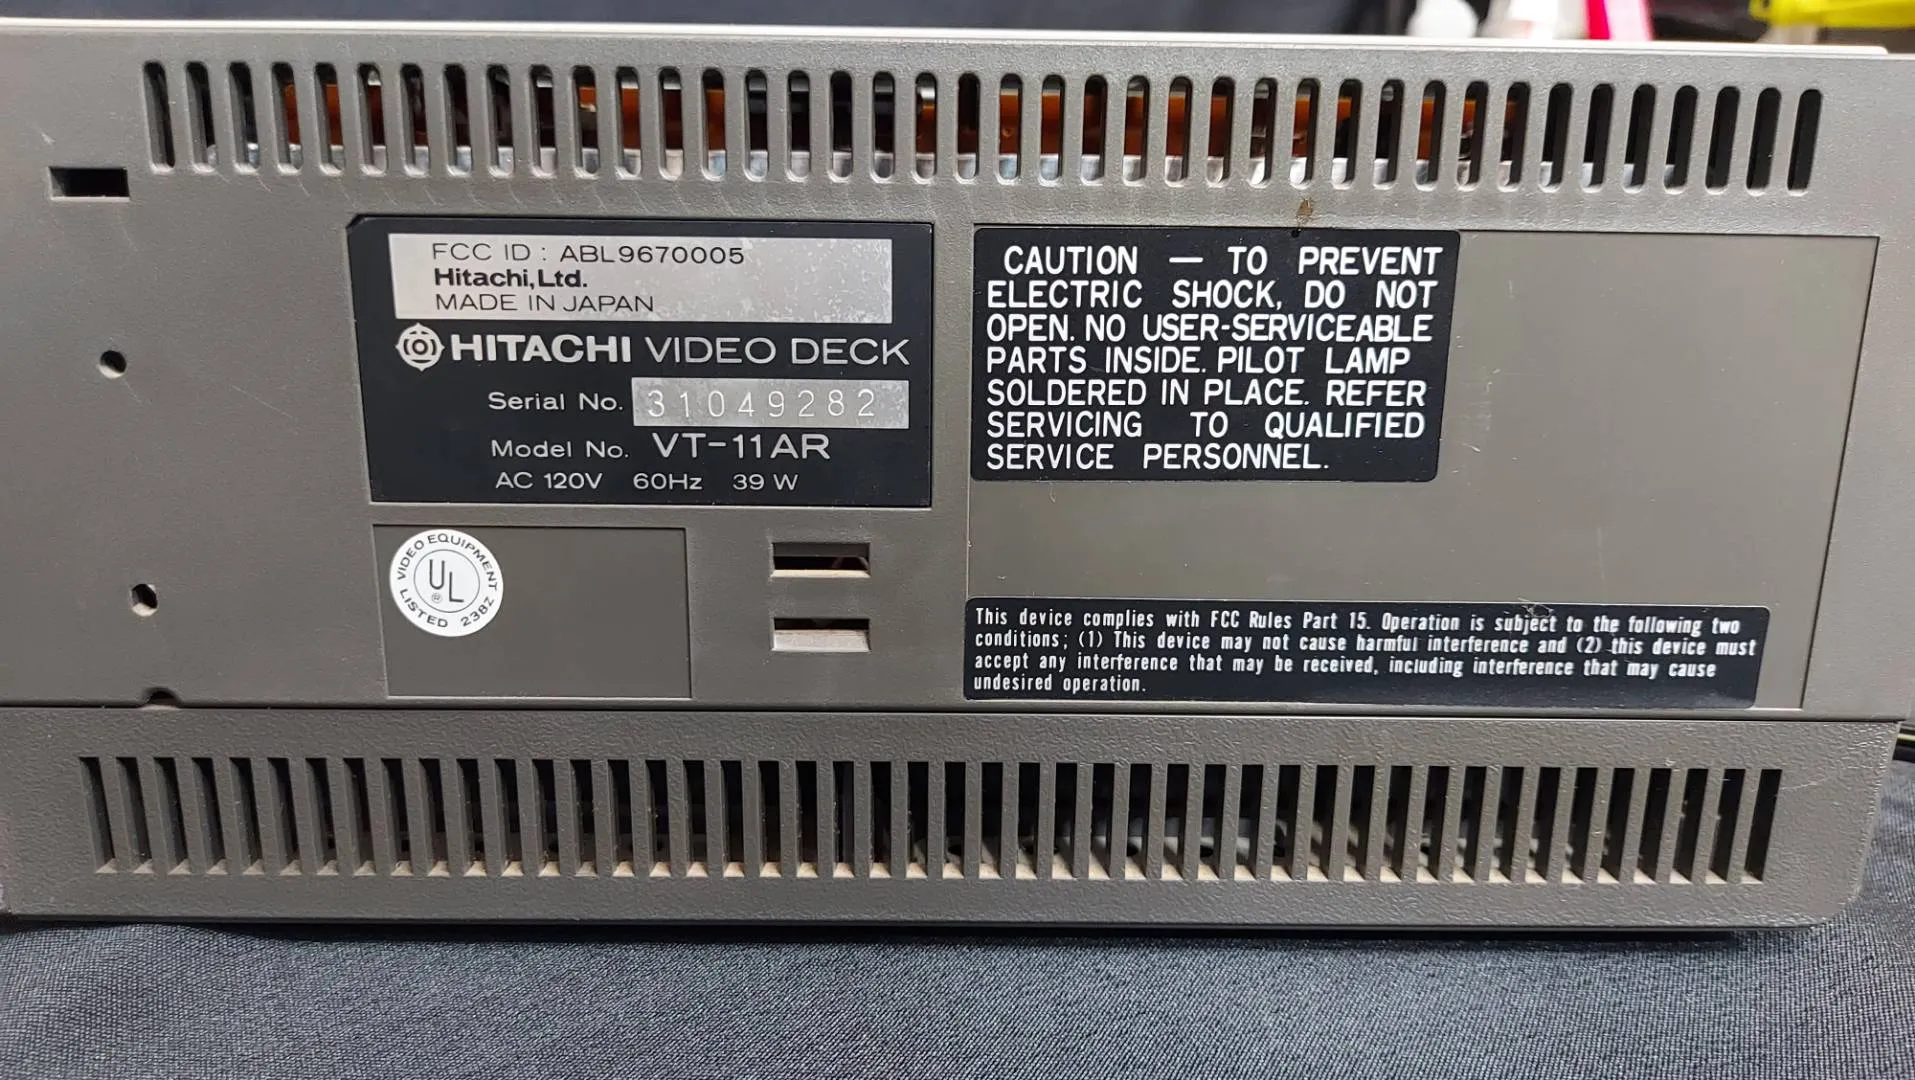 FCC ID : ABL9670005
Hitachi,Ltd.
MADE IN JAPAN
HITACHI VIDEO DECK
Serial No. 31049282
Model No. VT-11AR
AC 120V 60Hz 39 W
VIDEO EQUIPMENT
UL
®
LISTED 238Z
CAUTION — TO PREVENT
ELECTRIC SHOCK, DO NOT
OPEN. NO USER-SERVICEABLE
PARTS INSIDE. PILOT LAMP
SOLDERED IN PLACE. REFER
SERVICING TO QUALIFIED
SERVICE PERSONNEL.
This device complies with FCC Rules Part 15. Operation is subject to the following two
conditions; (1) This device may not cause harmful interference and (2) this device must
accept any interference that may be received, including interference that may cause
undesired operation.